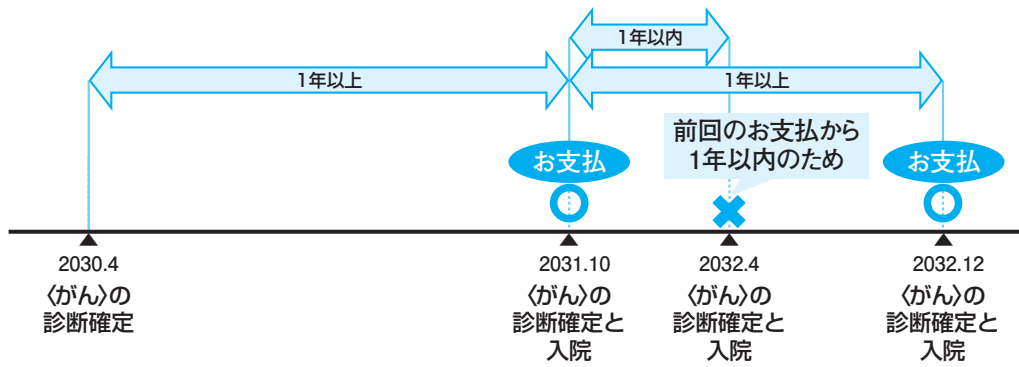 1年以内
1年以上
1年以上
前回のお支払から
1年以内のため
お支払
お支払
2030.4
〈がん〉の
診断確定
2031.10
〈がん〉の
診断確定と
入院
2032.4
〈がん〉の
診断確定と
入院
2032.12
〈がん〉の
診断確定と
入院